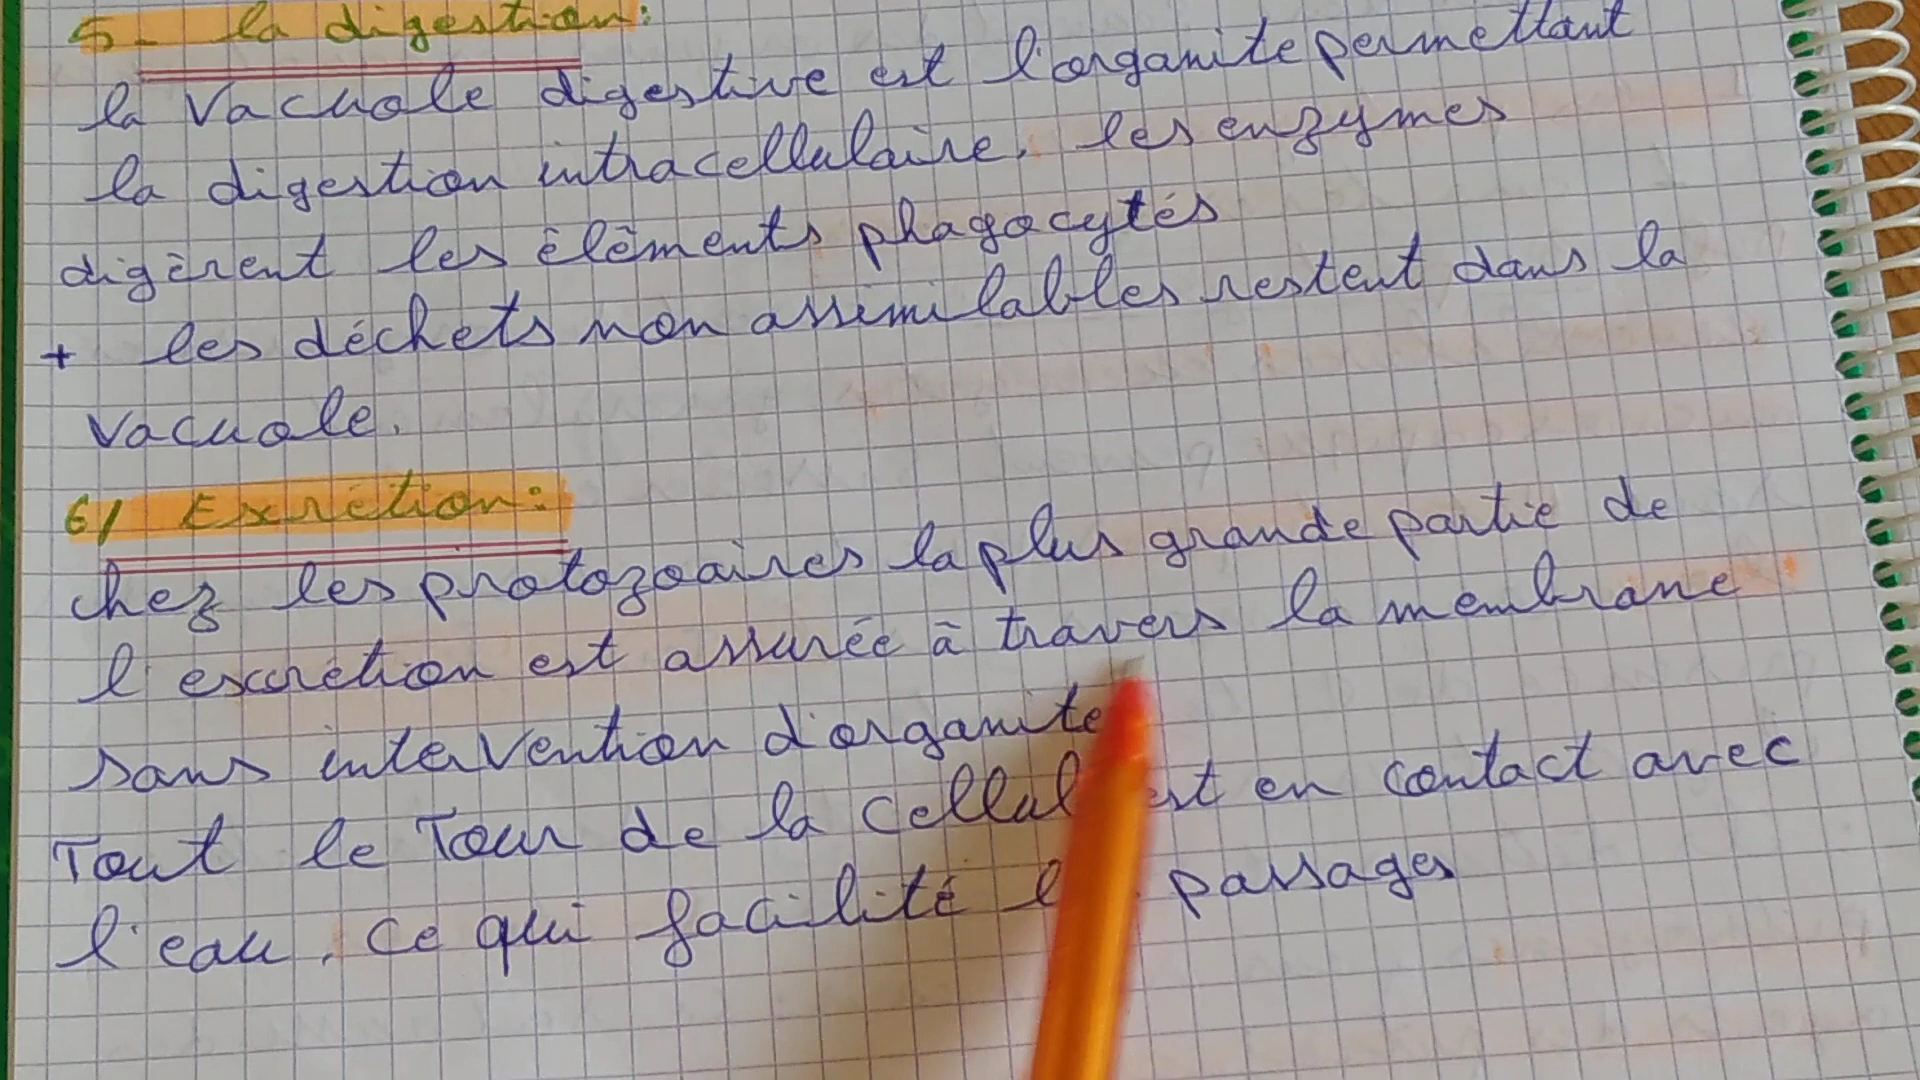 5- la digestion:
la vacuole digestive est l'organite permettant
la digestion intracellulaire. les enzymes
digèrent les éléments phagocytés
+ les déchets non assimilables restent dans la
vacuole.
6/ Exrétion:
chez les protozoaires la plus grande partie de
l'excrétion est assurée à travers la membrane
sans intervention d'organite
Tout le Tour de la cellul est en contact avec
l'eau. ce qui facilité passages